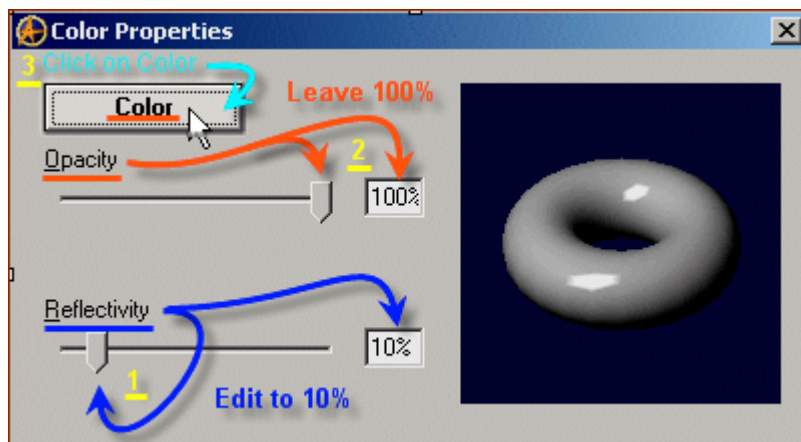 Color Properties
3 Click on Color
Color
Leave 100%
Opacity
2
100%
Reflectivity
10%
1
Edit to 10%